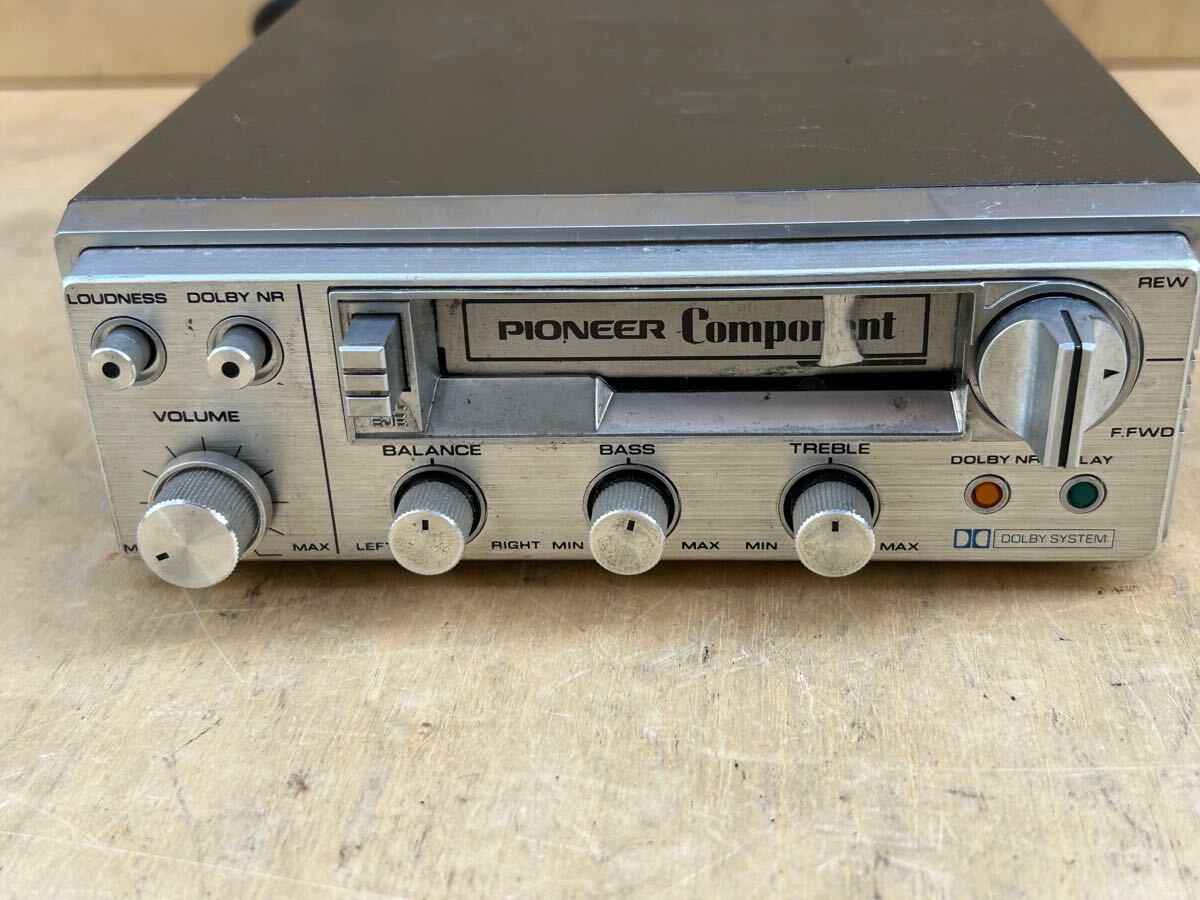 LOUDNESS DOLBY NR
REW
PIONEER Component
VOLUME
EJE
F.FWD
BALANCE BASS TREBLE
DOLBY NR
MAX
RIGHT MIN MAX MIN MAX
DOLBY SYSTEM